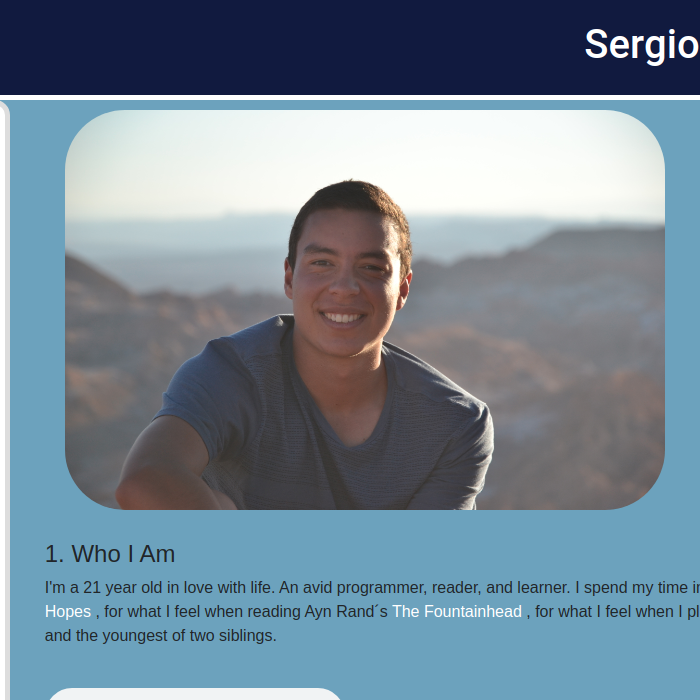 Sergio
1. Who I Am
I'm a 21 year old in love with life. An avid programmer, reader, and learner. I spend my time
Hopes , for what I feel when reading Ayn Rand´s The Fountainhead , for what I feel when I
and the youngest of two siblings.